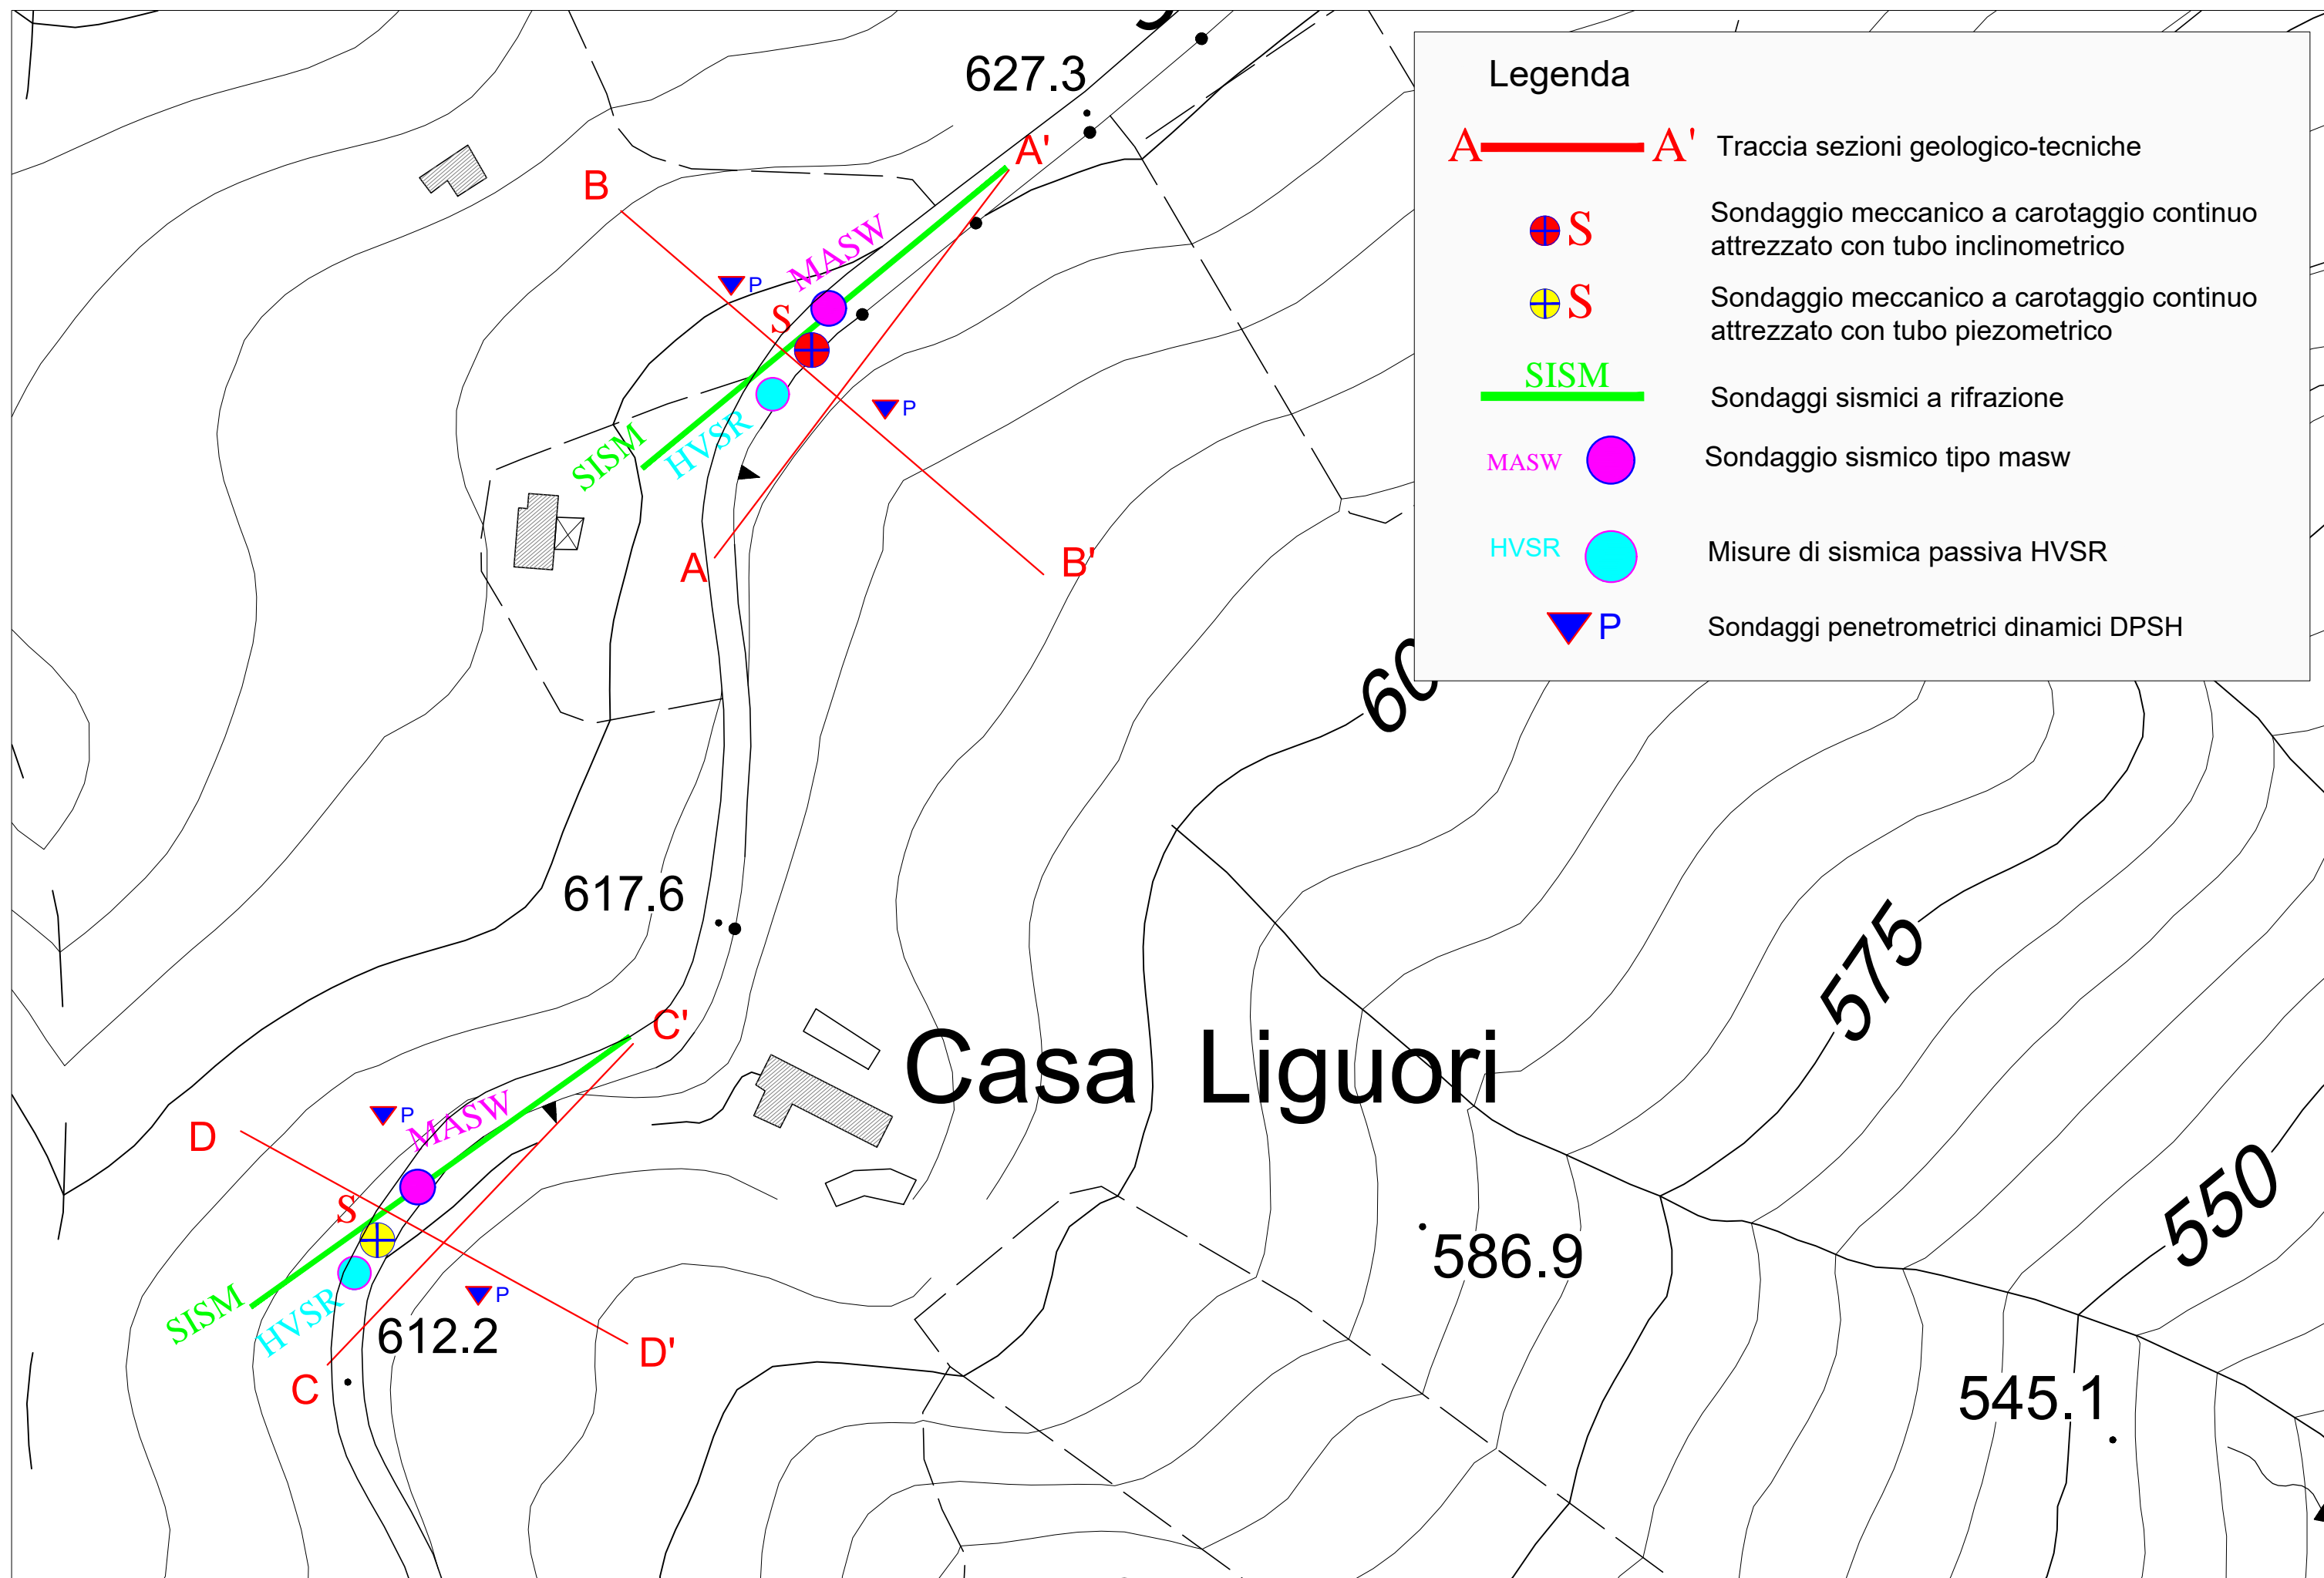 627.3
A'
B
P
MASW
S
P
SISM
HVSR
A
B'
Legenda
A A' Traccia sezioni geologico-tecniche
S Sondaggio meccanico a carotaggio continuo
attrezzato con tubo inclinometrico
S Sondaggio meccanico a carotaggio continuo
attrezzato con tubo piezometrico
SISM Sondaggi sismici a rifrazione
MASW Sondaggio sismico tipo masw
HVSR Misure di sismica passiva HVSR
P Sondaggi penetrometrici dinamici DPSH
617.6
575
C'
Casa Liguori
P
MASW
D
S
550
586.9
SISM
HVSR
P
612.2
D'
C
545.1